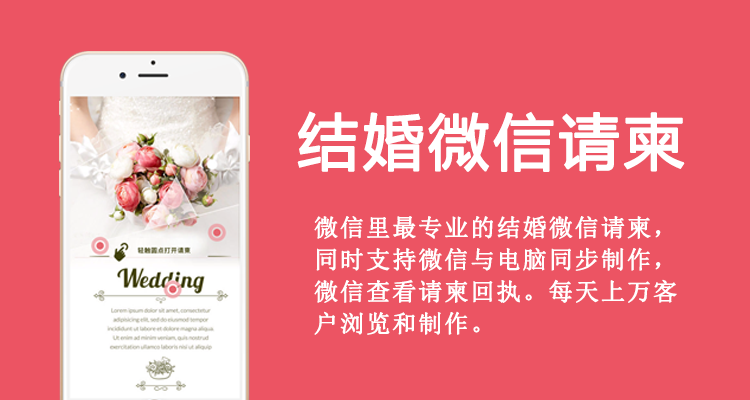 结婚微信请柬
微信里最专业的结婚微信请柬，
同时支持微信与电脑同步制作，
微信查看请柬回执。每天上万客
户浏览和制作。
轻触圆点打开请柬
Wedding
Lorem ipsum dolor sit amet, consectetur
adipisicing elit, sed do eiusmod tempor
incididunt ut labore et dolore magna aliqua.
Ut enim ad minim veniam, quis nostrud
exercitation ullamco laboris nisi ut aliquip